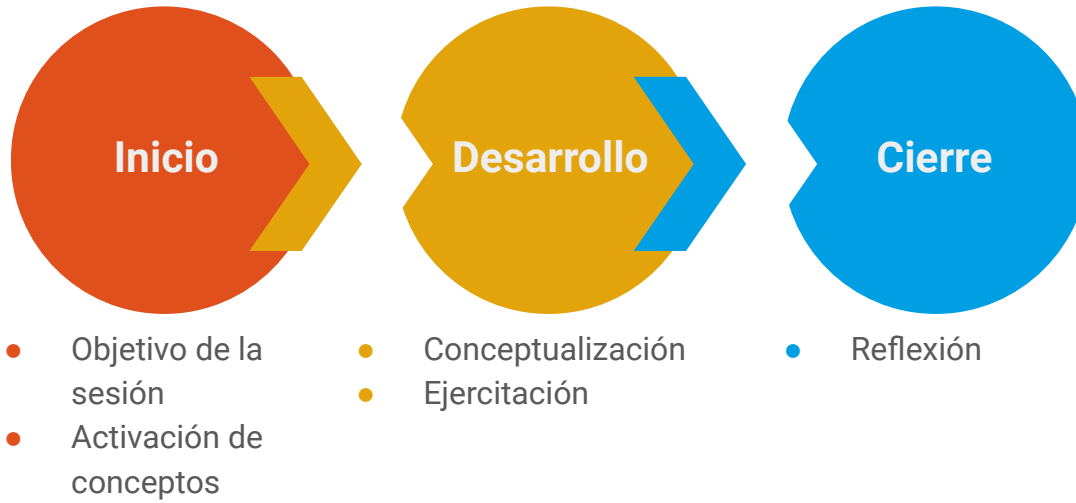 Inicio
Desarrollo
Cierre
● Objetivo de la
sesión
● Activación de
conceptos
● Conceptualización
● Ejercitación
● Reflexión